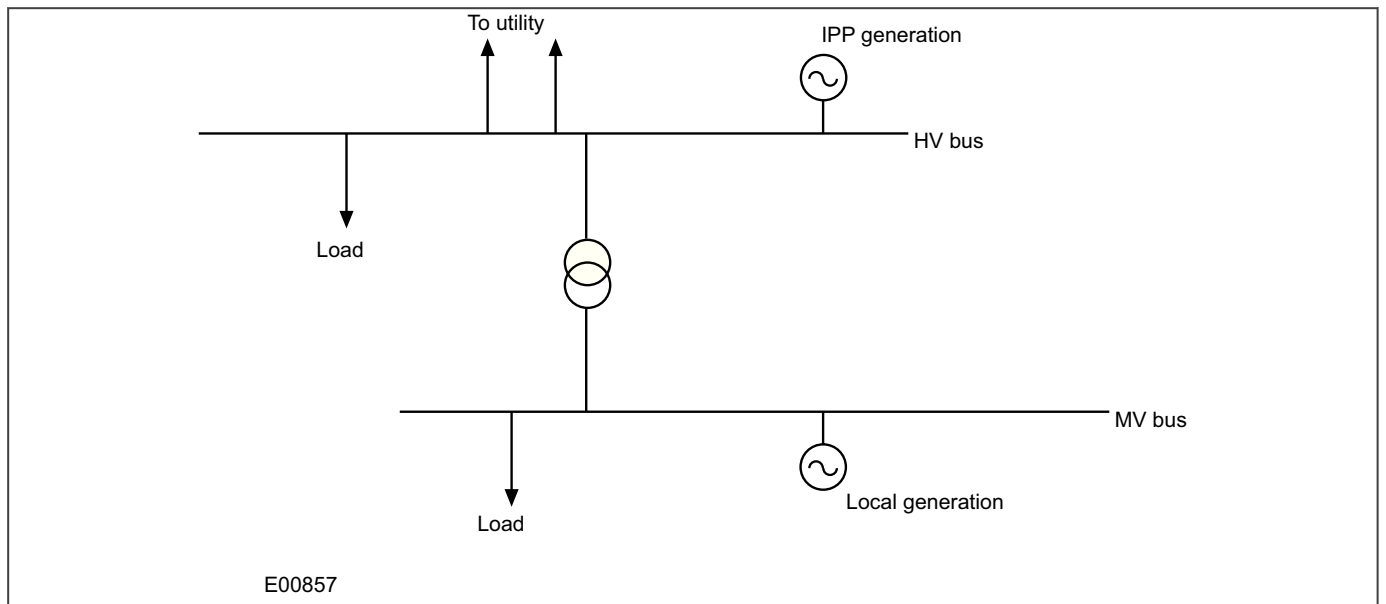 To utility
IPP generation
HV bus
Load
MV bus
Local generation
Load
E00857